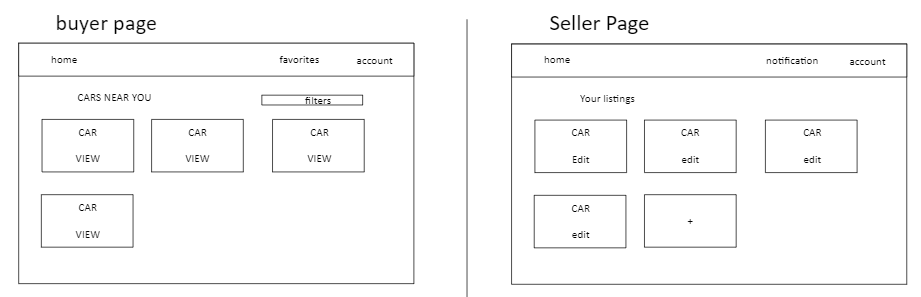 buyer page
home favorites account
CARS NEAR YOU filters
CAR CAR CAR
VIEW VIEW VIEW
CAR
VIEW
Seller Page
home notification account
Your listings
CAR CAR CAR
Edit edit edit
CAR +
edit